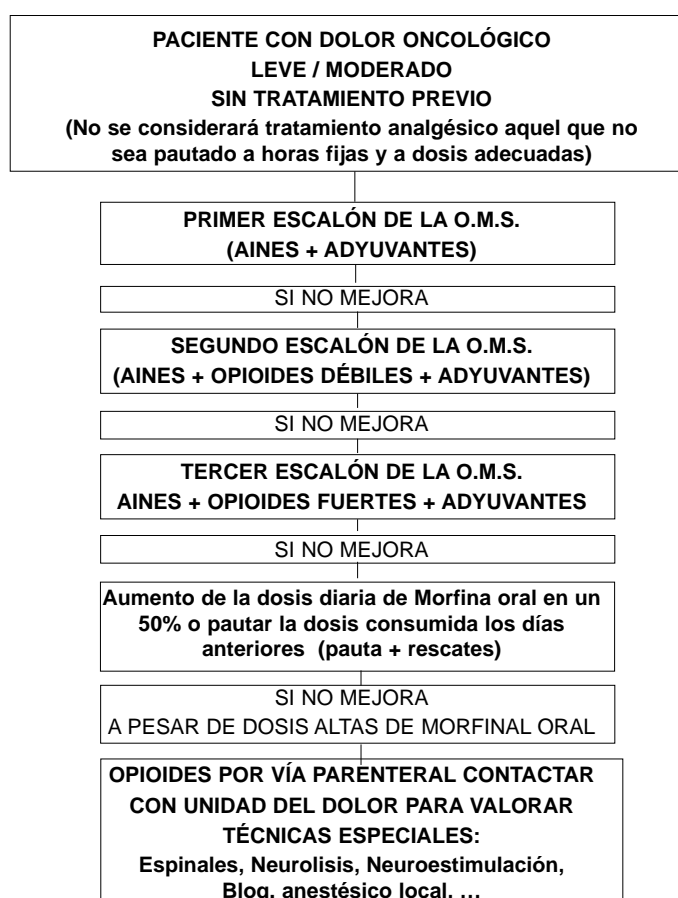 PACIENTE CON DOLOR ONCOLÓGICO
LEVE / MODERADO
SIN TRATAMIENTO PREVIO
(No se considerará tratamiento analgésico aquel que no
sea pautado a horas fijas y a dosis adecuadas)
PRIMER ESCALÓN DE LA O.M.S.
(AINES + ADYUVANTES)
SI NO MEJORA
SEGUNDO ESCALÓN DE LA O.M.S.
(AINES + OPIOIDES DÉBILES + ADYUVANTES)
SI NO MEJORA
TERCER ESCALÓN DE LA O.M.S.
AINES + OPIOIDES FUERTES + ADYUVANTES
SI NO MEJORA
Aumento de la dosis diaria de Morfina oral en un
50% o pautar la dosis consumida los días
anteriores (pauta + rescates)
SI NO MEJORA
A PESAR DE DOSIS ALTAS DE MORFINAL ORAL
OPIOIDES POR VÍA PARENTERAL CONTACTAR
CON UNIDAD DEL DOLOR PARA VALORAR
TÉCNICAS ESPECIALES:
Espinales, Neurolisis, Neuroestimulación,
Bloq. anestésico local, ...